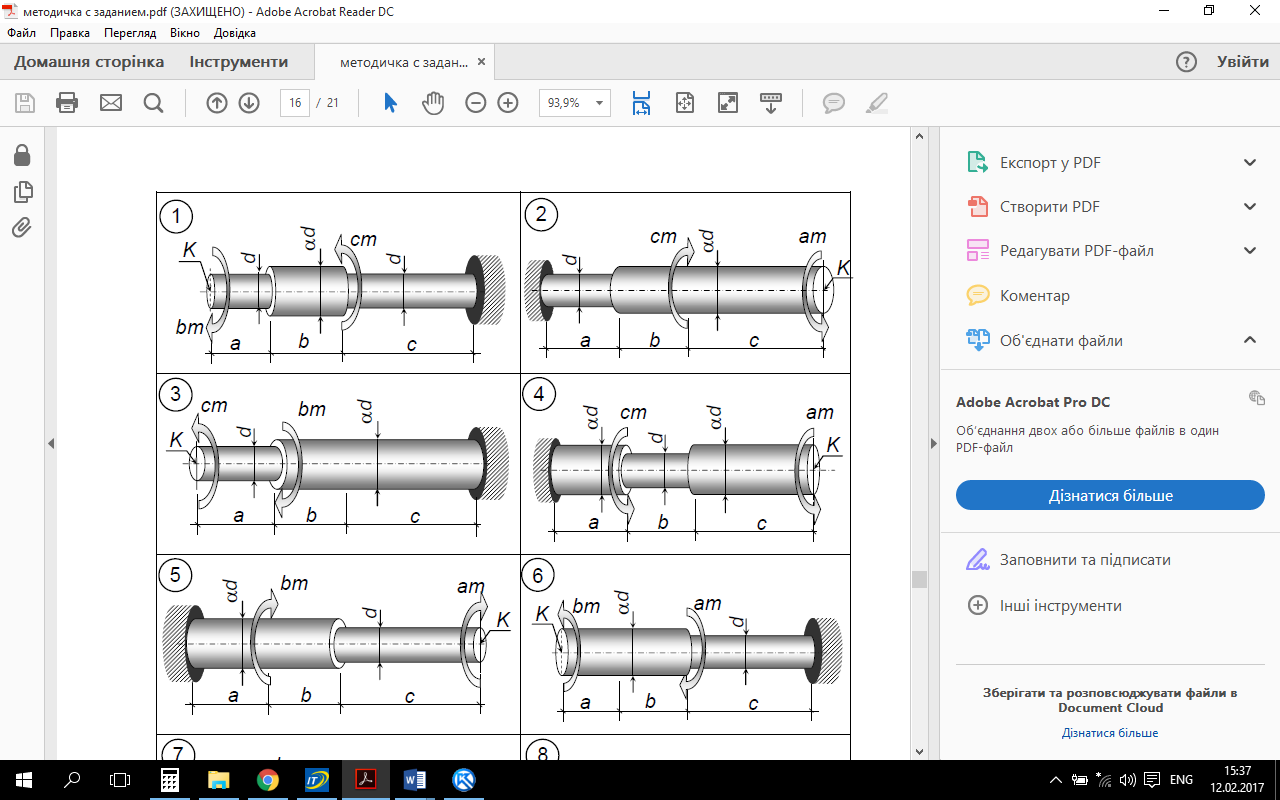 методичка с заданием.pdf (ЗАХИЩЕНО) - Adobe Acrobat Reader DC
Файл Правка Перегляд Вікно Довідка
Домашня сторінка Інструменти методичка с задан... × ? Увійти
16 / 21 93,9%
Експорт у PDF
Створити PDF
Редагувати PDF-файл
Коментар
Об'єднати файли
Adobe Acrobat Pro DC
Об'єднання двох або більше файлів в один
PDF-файл
Дізнатися більше
Заповнити та підписати
Інші інструменти
Зберігати та розповсюджувати файли в
Document Cloud
Дізнатися більше
1
K d αd cm d
bm a b c
2
d cm αd am K
a b c
3
cm bm αd
K d
a b c
4
αd cm d αd am
K
a b c
5
αd bm d am
K
a b c
6
K bm αd am d
a b c
7
8
IT
ENG
15:37
12.02.2017